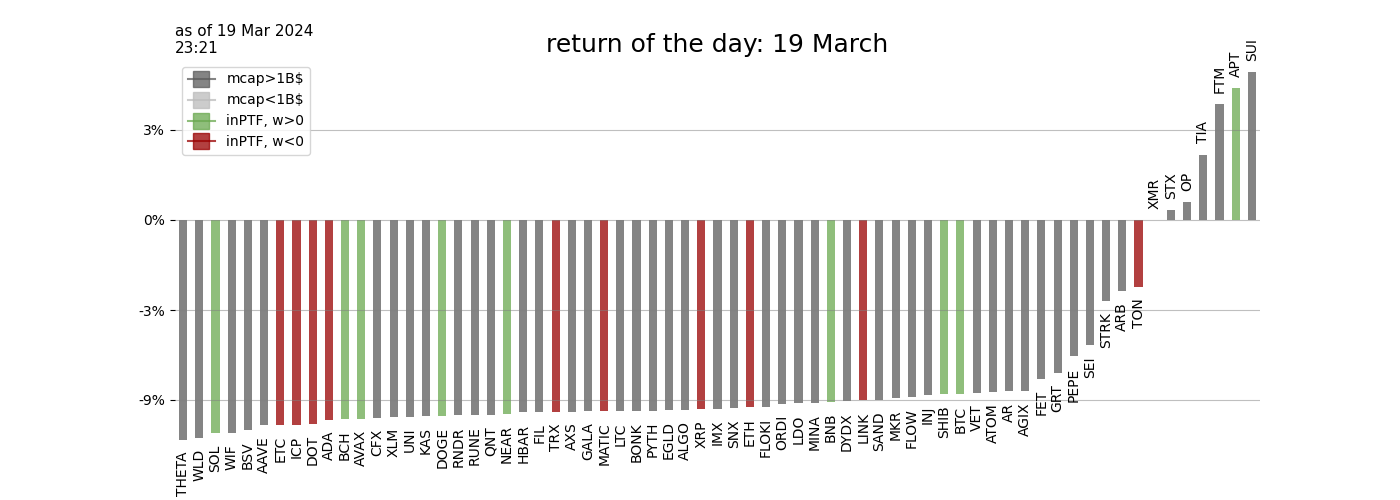 as of 19 Mar 2024
23:21
return of the day: 19 March
mcap>1B$
mcap<1B$
inPTF, w>0
inPTF, w<0
3%
0%
-3%
-9%
THETA
WLD
SOL
WIF
BSV
AAVE
ETC
ICP
DOT
ADA
BCH
AVAX
CFX
XLM
UNI
KAS
DOGE
RNDR
RUNE
QNT
NEAR
HBAR
FIL
TRX
AXS
GALA
MATIC
LTC
BONK
PYTH
EGLD
ALGO
XRP
IMX
SNX
ETH
FLOKI
ORDI
LDO
MINA
BNB
DYDX
LINK
SAND
MKR
FLOW
INJ
SHIB
BTC
VET
ATOM
AR
AGIX
FET
GRT
PEPE
SEI
STRK
ARB
TON
XMR
STX
OP
TIA
FTM
APT
SUI